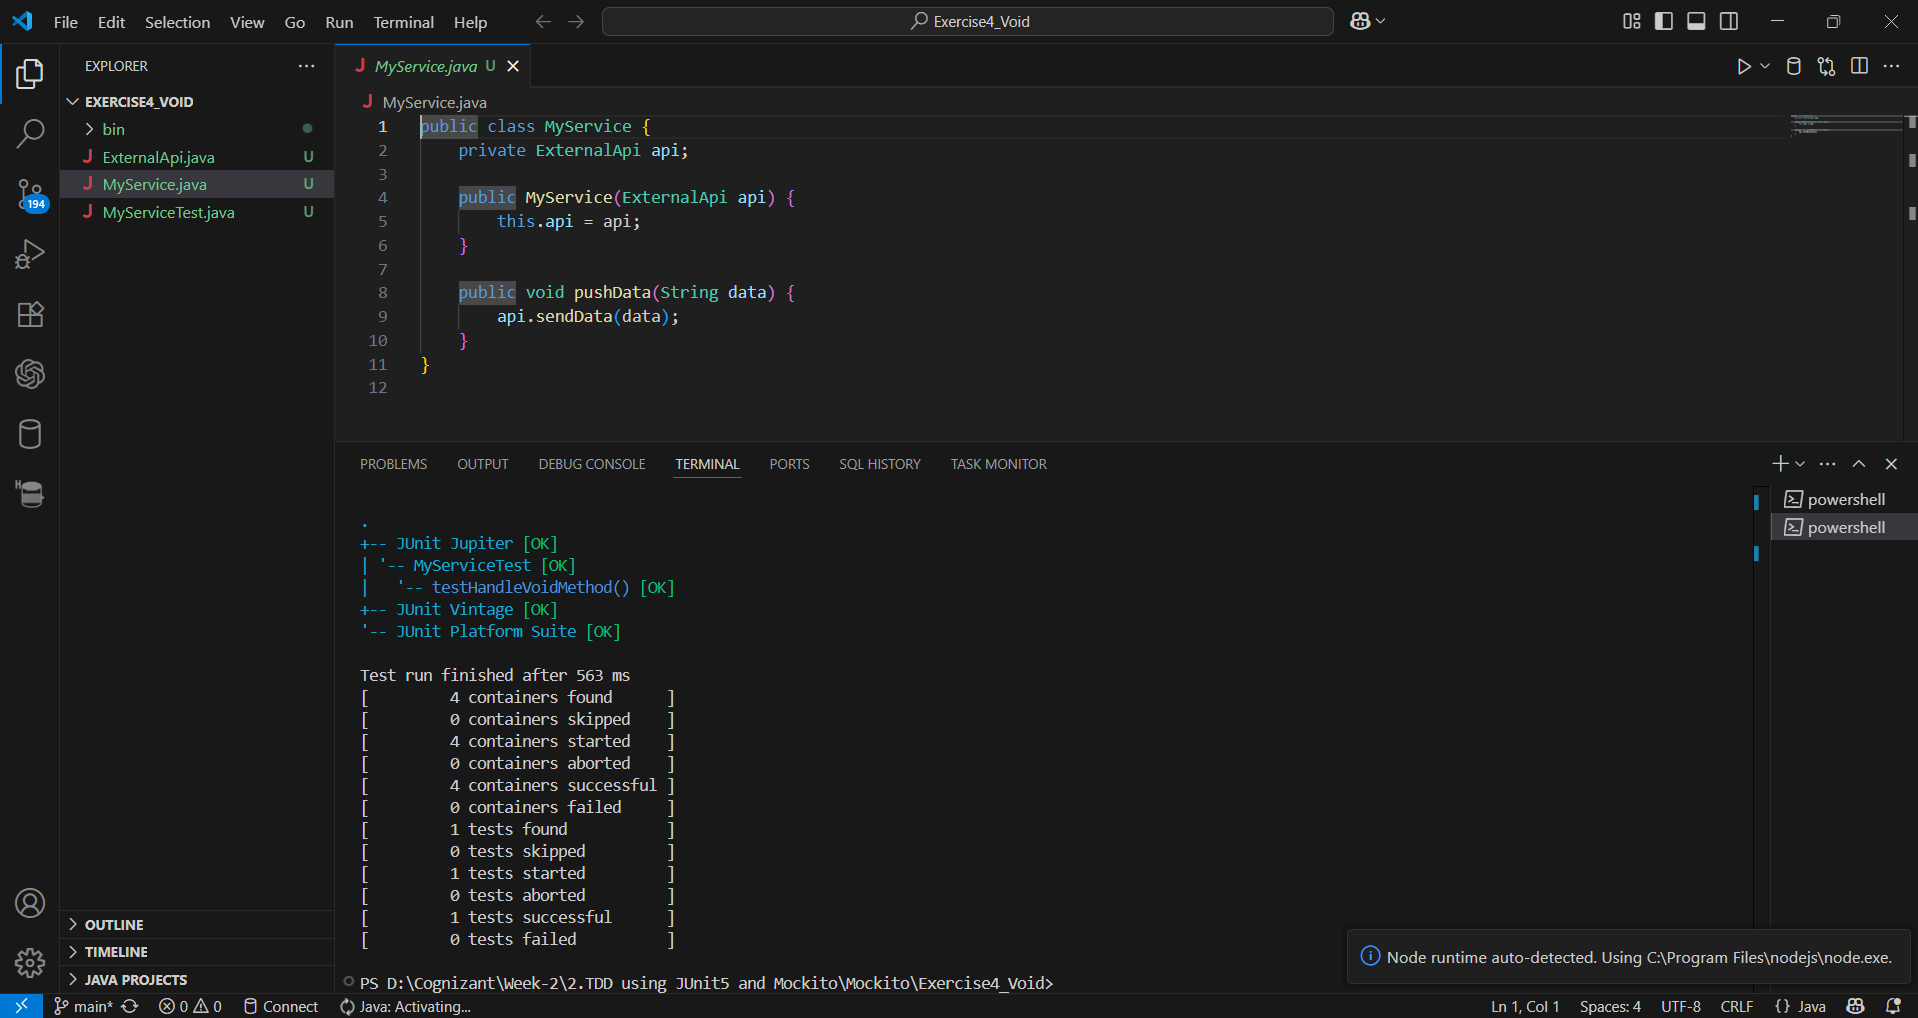 File Edit Selection View Go Run Terminal Help
Exercise4_Void
EXPLORER
EXERCISE4_VOID
bin
ExternalApi.java U
MyService.java U
MyServiceTest.java U
194
H
OUTLINE
TIMELINE
JAVA PROJECTS
MyService.java U
MyService.java
1 public class MyService {
2 private ExternalApi api;
3
4 public MyService(ExternalApi api) {
5 this.api = api;
6 }
7
8 public void pushData(String data) {
9 api.sendData(data);
10 }
11 }
12
PROBLEMS OUTPUT DEBUG CONSOLE TERMINAL PORTS SQL HISTORY TASK MONITOR
powershell
powershell
.
+-- JUnit Jupiter [OK]
| '-- MyServiceTest [OK]
|   '-- testHandleVoidMethod() [OK]
+-- JUnit Vintage [OK]
'-- JUnit Platform Suite [OK]
Test run finished after 563 ms
[         4 containers found      ]
[         0 containers skipped    ]
[         4 containers started    ]
[         0 containers aborted    ]
[         4 containers successful ]
[         0 containers failed     ]
[         1 tests found           ]
[         0 tests skipped         ]
[         1 tests started         ]
[         0 tests aborted         ]
[         1 tests successful      ]
[         0 tests failed          ]
PS D:\Cognizant\Week-2\2.TDD using JUnit5 and Mockito\Mockito\Exercise4_Void>
Node runtime auto-detected. Using C:\Program Files\nodejs\node.exe.
main* 0 0 Connect Java: Activating... Ln 1, Col 1 Spaces: 4 UTF-8 CRLF {} Java